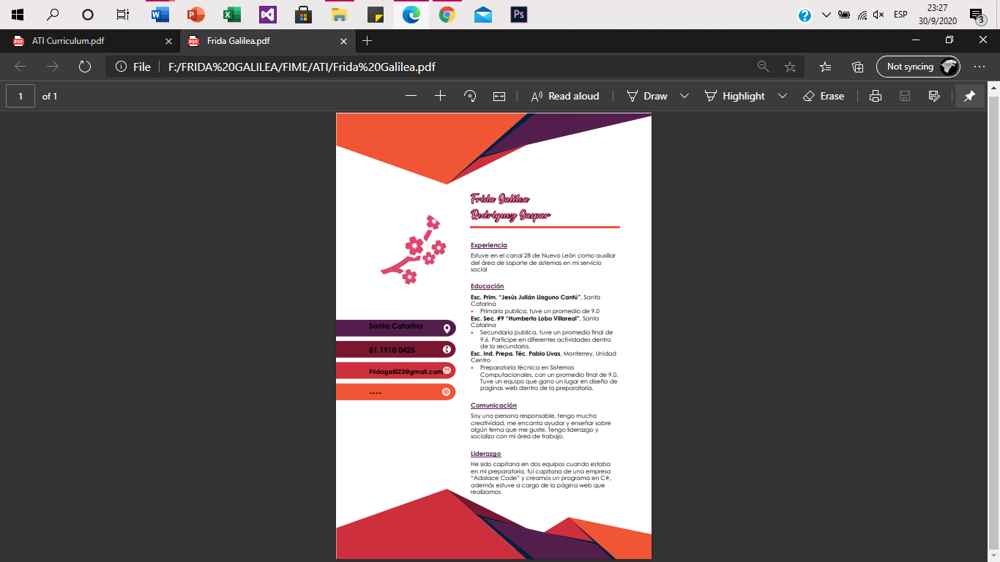 ESP
23:27
30/9/2020
3
ATI Curriculum.pdf
Frida Galilea.pdf
File
F:/FRIDA%20GALILEA/FIME/ATI/Frida%20Galilea.pdf
Not syncing
1 of 1
Read aloud
Draw
Highlight
Erase
Frida Galilea
Rodríguez Gaspar
Experiencia
Estuve en el canal 28 de Nuevo León como auxiliar
del área de soporte de sistemas en mi servicio
social
Educación
Esc. Prim. “Jesús Julián Llaguno Cantú”, Santa
Catarina
• Primaria publica, tuve un promedio de 9.0
Esc. Sec. #9 “Humberto Lobo Villareal”, Santa
Catarina
• Secundaria publica, tuve un promedio final de
9.6. Participe en diferentes actividades dentro
de la secundaria.
Esc. Ind. Prepa. Téc. Pablo Livas, Monterrey, Unidad
Centro
• Preparatoria técnica en Sistemas
Computacionales, con un promedio final de 9.0.
Tuve un equipo que gano un lugar en diseño de
paginas web dentro de la preparatoria.
Comunicación
Soy una persona responsable, tengo mucha
creatividad, me encanta ayudar y enseñar sobre
algún tema que me guste. Tengo liderazgo y
socializo con mi área de trabajo.
Liderazgo
He sido capitana en dos equipos cuando estaba
en mi preparatoria, fui capitana de una empresa
“Adalace Code” y creamos un programa en C#,
además estuve a cargo de la página web que
realizamos
Santa Catarina
81 1910 0425
Fridagal023@gmail.com
----